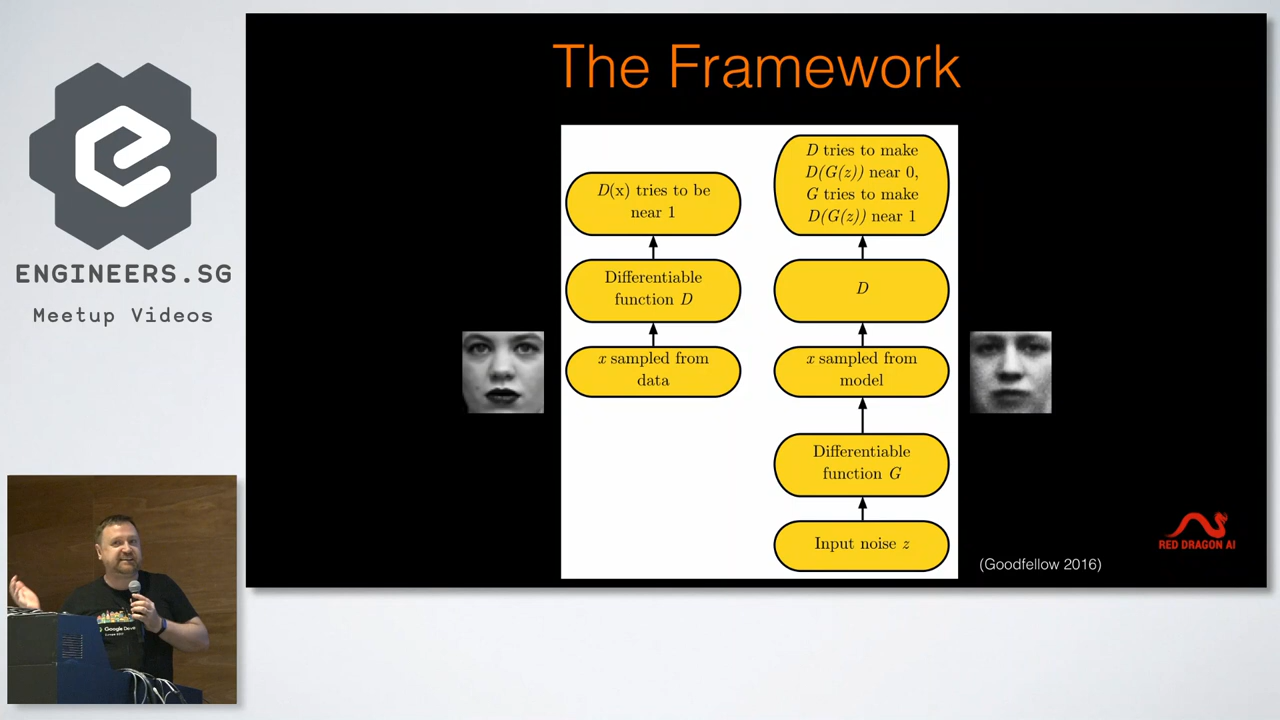 The Framework
D(x) tries to be
near 1
Differentiable
function D
x sampled from
data
D tries to make
D(G(z)) near 0,
G tries to make
D(G(z)) near 1
D
x sampled from
model
Differentiable
function G
Input noise z
(Goodfellow 2016)
RED DRAGON AI
ENGINEERS.SG
Meetup Videos